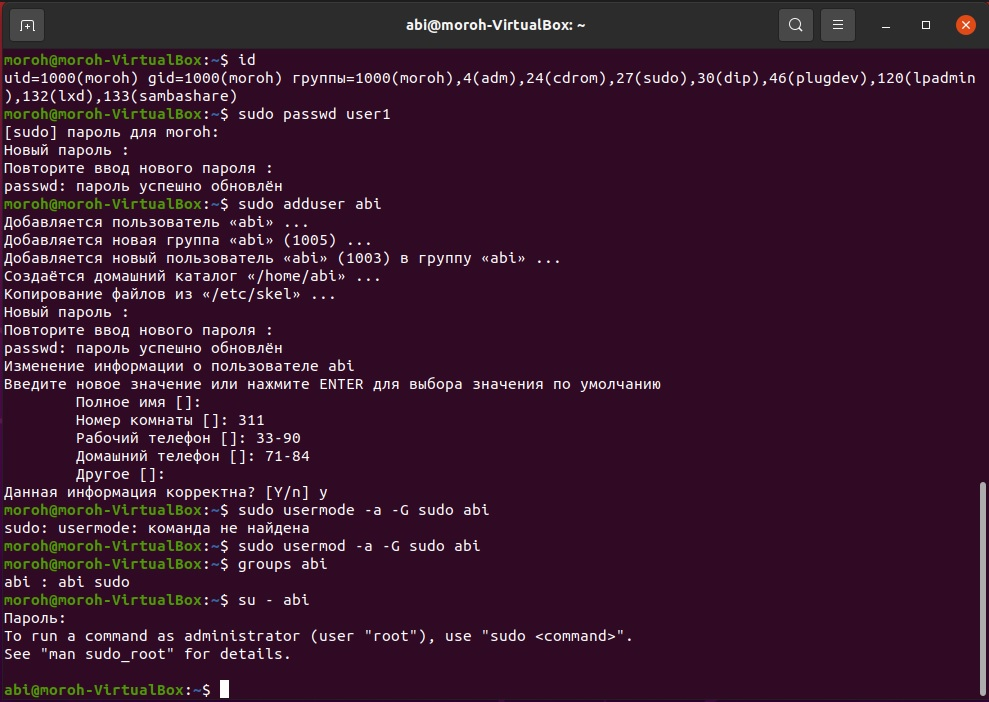 abi@moroh-VirtualBox: ~
moroh@moroh-VirtualBox:~$ id
uid=1000(moroh) gid=1000(moroh) группы=1000(moroh),4(adm),24(cdrom),27(sudo),30(dip),46(plugdev),120(lpadmin
),132(lxd),133(sambashare)
moroh@moroh-VirtualBox:~$ sudo passwd user1
[sudo] пароль для moroh:
Новый пароль :
Повторите ввод нового пароля :
passwd: пароль успешно обновлён
moroh@moroh-VirtualBox:~$ sudo adduser abi
Добавляется пользователь «abi» ...
Добавляется новая группа «abi» (1005) ...
Добавляется новый пользователь «abi» (1003) в группу «abi» ...
Создаётся домашний каталог «/home/abi» ...
Копирование файлов из «/etc/skel» ...
Новый пароль :
Повторите ввод нового пароля :
passwd: пароль успешно обновлён
Изменение информации о пользователе abi
Введите новое значение или нажмите ENTER для выбора значения по умолчанию
        Полное имя []:
        Номер комнаты []: 311
        Рабочий телефон []: 33-90
        Домашний телефон []: 71-84
        Другое []:
Данная информация корректна? [Y/n] y
moroh@moroh-VirtualBox:~$ sudo usermode -a -G sudo abi
sudo: usermode: команда не найдена
moroh@moroh-VirtualBox:~$ sudo usermod -a -G sudo abi
moroh@moroh-VirtualBox:~$ groups abi
abi : abi sudo
moroh@moroh-VirtualBox:~$ su - abi
Пароль:
To run a command as administrator (user "root"), use "sudo <command>".
See "man sudo_root" for details.
abi@moroh-VirtualBox:~$